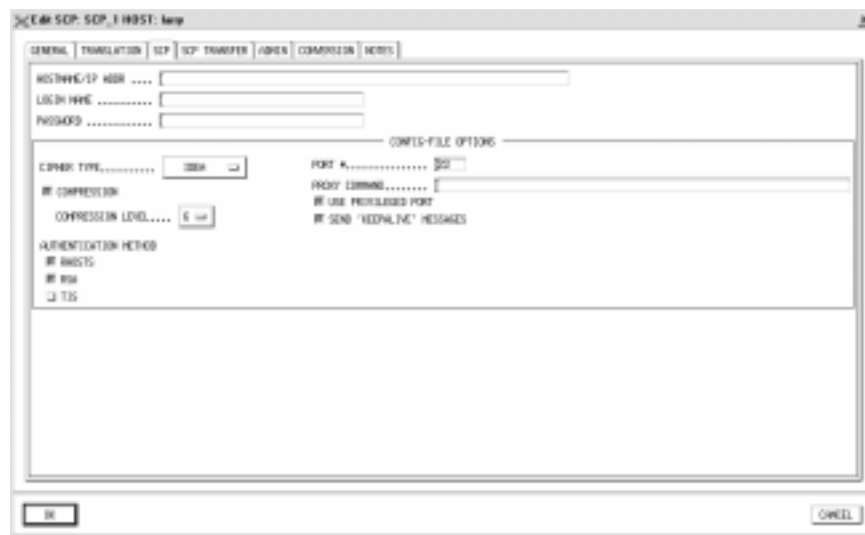 Edit SCP: SCP_1 HOST: lamp
GENERAL TRANSLATION SCP SCP TRANSFER ADMIN CONVERSION NOTES
HOSTNAME/IP ADDR ....
LOGIN NAME ...........
PASSWORD .............
CONFIG-FILE OPTIONS
CIPHER TYPE........... IDEA
PORT #................ 22
COMPRESSION
PROXY COMMAND........
COMPRESSION LEVEL..... 6
USE PRIVILEGED PORT
SEND "KEEPALIVE" MESSAGES
AUTHENTICATION METHOD
RHOSTS
RSA
TIS
OK
CANCEL